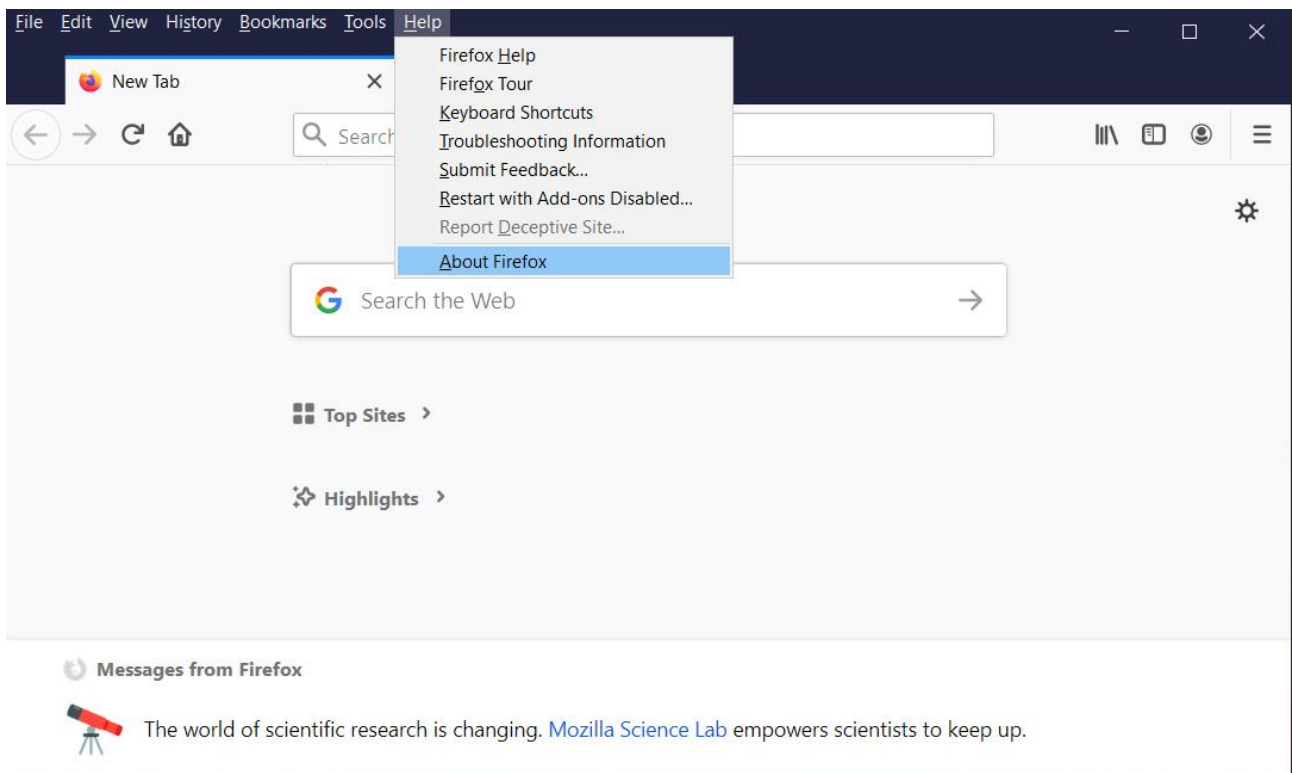 File Edit View History Bookmarks Tools Help
Firefox Help
New Tab
Firefox Tour
Keyboard Shortcuts
Search
Troubleshooting Information
Submit Feedback...
Restart with Add-ons Disabled...
Report Deceptive Site...
About Firefox
Search the Web
Top Sites
Highlights
Messages from Firefox
The world of scientific research is changing. Mozilla Science Lab empowers scientists to keep up.